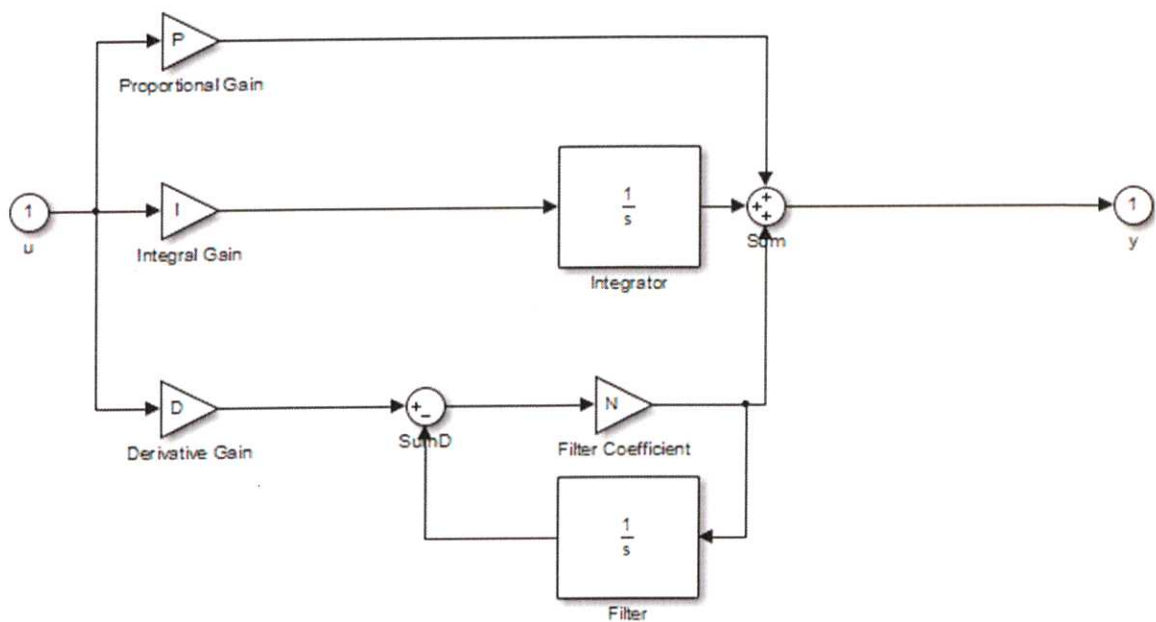 P
Proportional Gain
1
u
I
Integral Gain
1
s
Integrator
+
+
+
Sum
1
y
D
Derivative Gain
+
−
SumD
N
Filter Coefficient
1
s
Filter